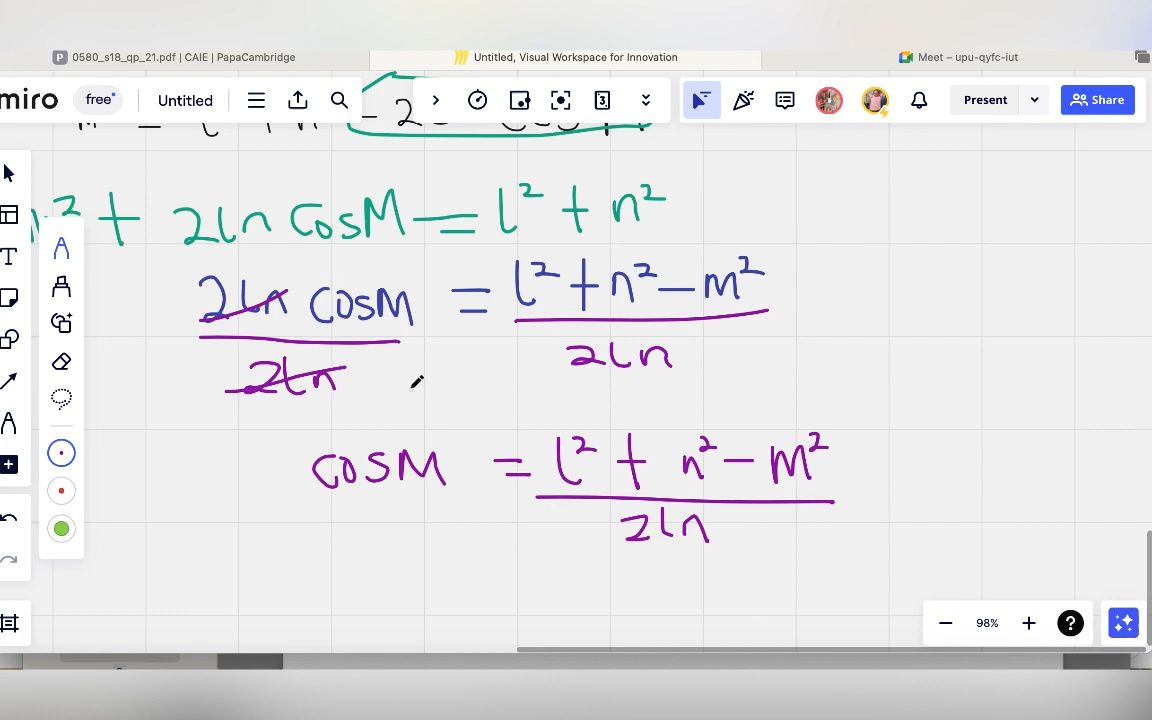 0580_s18_qp_21.pdf | CAIE | PapaCambridge
Untitled, Visual Workspace for Innovation
Meet – upu-qyfc-iut
miro
free
Untitled
Present
Share
² + 2ln cosM = l² + n²
2ln cosM = l² + n² − m²
2ln 2ln
cosM = l² + n² − m²
2ln
98%